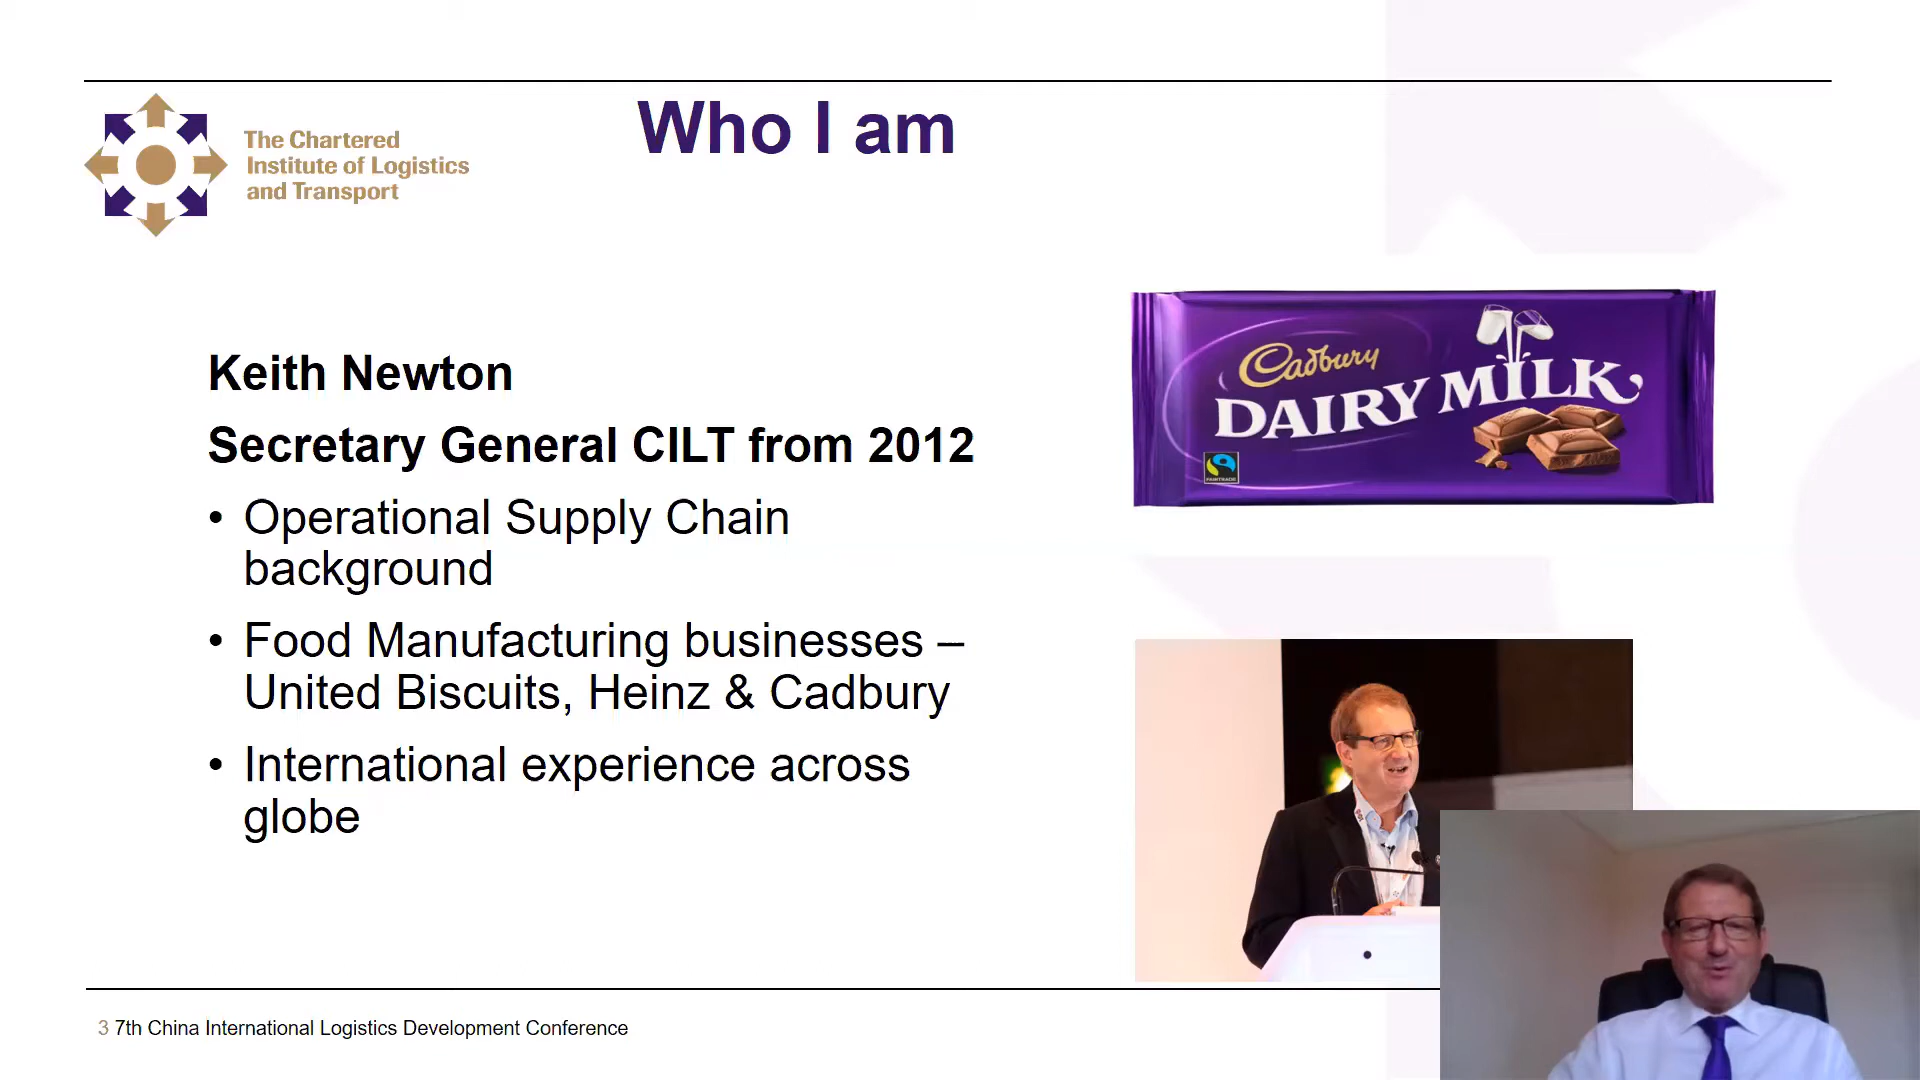 Who I am
The Chartered
Institute of Logistics
and Transport
Keith Newton
Secretary General CILT from 2012
• Operational Supply Chain
background
• Food Manufacturing businesses –
United Biscuits, Heinz & Cadbury
• International experience across
globe
Cadbury
DAIRY MILK
FAIRTRADE
3 7th China International Logistics Development Conference